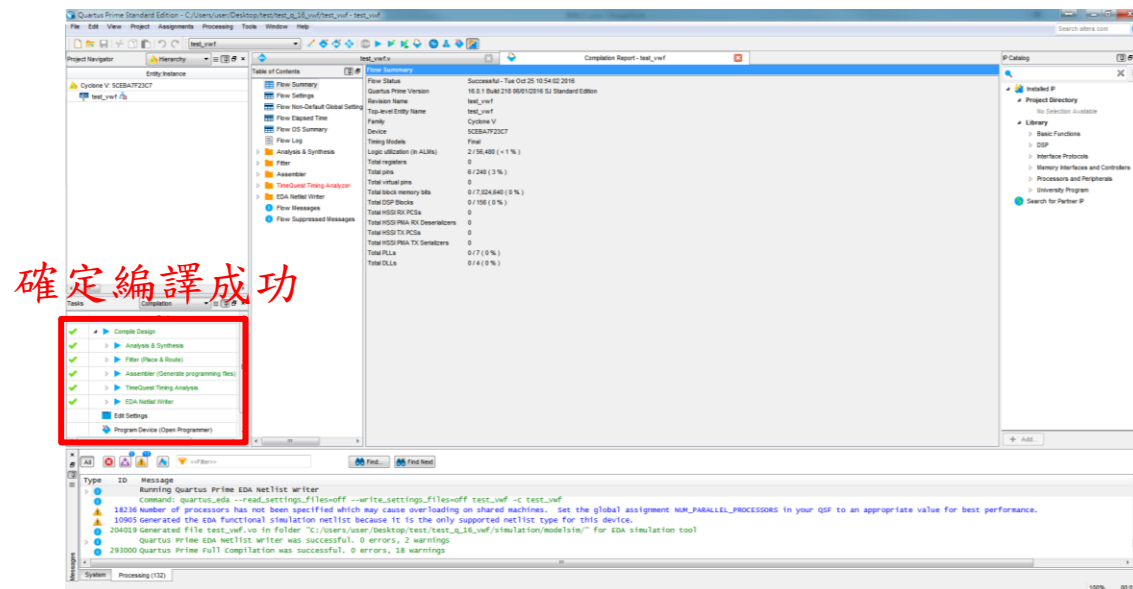 Quartus Prime Standard Edition - C:/Users/user/Desktop/test/test_q_16_vwf/test_vwf - test_vwf
File Edit View Project Assignments Processing Tools Window Help
Search altera.com
test_vwf
Project Navigator Hierarchy
test_vwf.v
Compilation Report - test_vwf
IP Catalog
Entity:Instance
Cyclone V: 5CEBA7F23C7
test_vwf
Table of Contents
Flow Summary
Flow Settings
Flow Non-Default Global Setting
Flow Elapsed Time
Flow OS Summary
Flow Log
Analysis & Synthesis
Fitter
Assembler
TimeQuest Timing Analyzer
EDA Netlist Writer
Flow Messages
Flow Suppressed Messages
Flow Summary
Flow Status Successful - Tue Oct 25 10:54:02 2016
Quartus Prime Version 16.0.1 Build 218 06/01/2016 SJ Standard Edition
Revision Name test_vwf
Top-level Entity Name test_vwf
Family Cyclone V
Device 5CEBA7F23C7
Timing Models Final
Logic utilization (in ALMs) 2 / 56,480 ( < 1 % )
Total registers 0
Total pins 6 / 240 ( 3 % )
Total virtual pins 0
Total block memory bits 0 / 7,024,640 ( 0 % )
Total DSP Blocks 0 / 156 ( 0 % )
Total HSSI RX PCSs 0
Total HSSI PMA RX Deserializers 0
Total HSSI TX PCSs 0
Total HSSI PMA TX Serializers 0
Total PLLs 0 / 7 ( 0 % )
Total DLLs 0 / 4 ( 0 % )
Installed IP
Project Directory
No Selection Available
Library
Basic Functions
DSP
Interface Protocols
Memory Interfaces and Controllers
Processors and Peripherals
University Program
Search for Partner IP
+ Add...
確定編譯成功
Tasks Compilation
Compile Design
Analysis & Synthesis
Fitter (Place & Route)
Assembler (Generate programming files)
TimeQuest Timing Analysis
EDA Netlist Writer
Edit Settings
Program Device (Open Programmer)
All <<Filter>> Find... Find Next
Type ID Message
Running Quartus Prime EDA Netlist Writer
Command: quartus_eda --read_settings_files=off --write_settings_files=off test_vwf -c test_vwf
18236 Number of processors has not been specified which may cause overloading on shared machines. Set the global assignment NUM_PARALLEL_PROCESSORS in your QSF to an appropriate value for best performance.
10905 Generated the EDA functional simulation netlist because it is the only supported netlist type for this device.
204019 Generated file test_vwf.vo in folder "C:/Users/user/Desktop/test/test_q_16_vwf/simulation/modelsim/" for EDA simulation tool
Quartus Prime EDA Netlist Writer was successful. 0 errors, 2 warnings
293000 Quartus Prime Full Compilation was successful. 0 errors, 18 warnings
Messages
System Processing (132)
100%